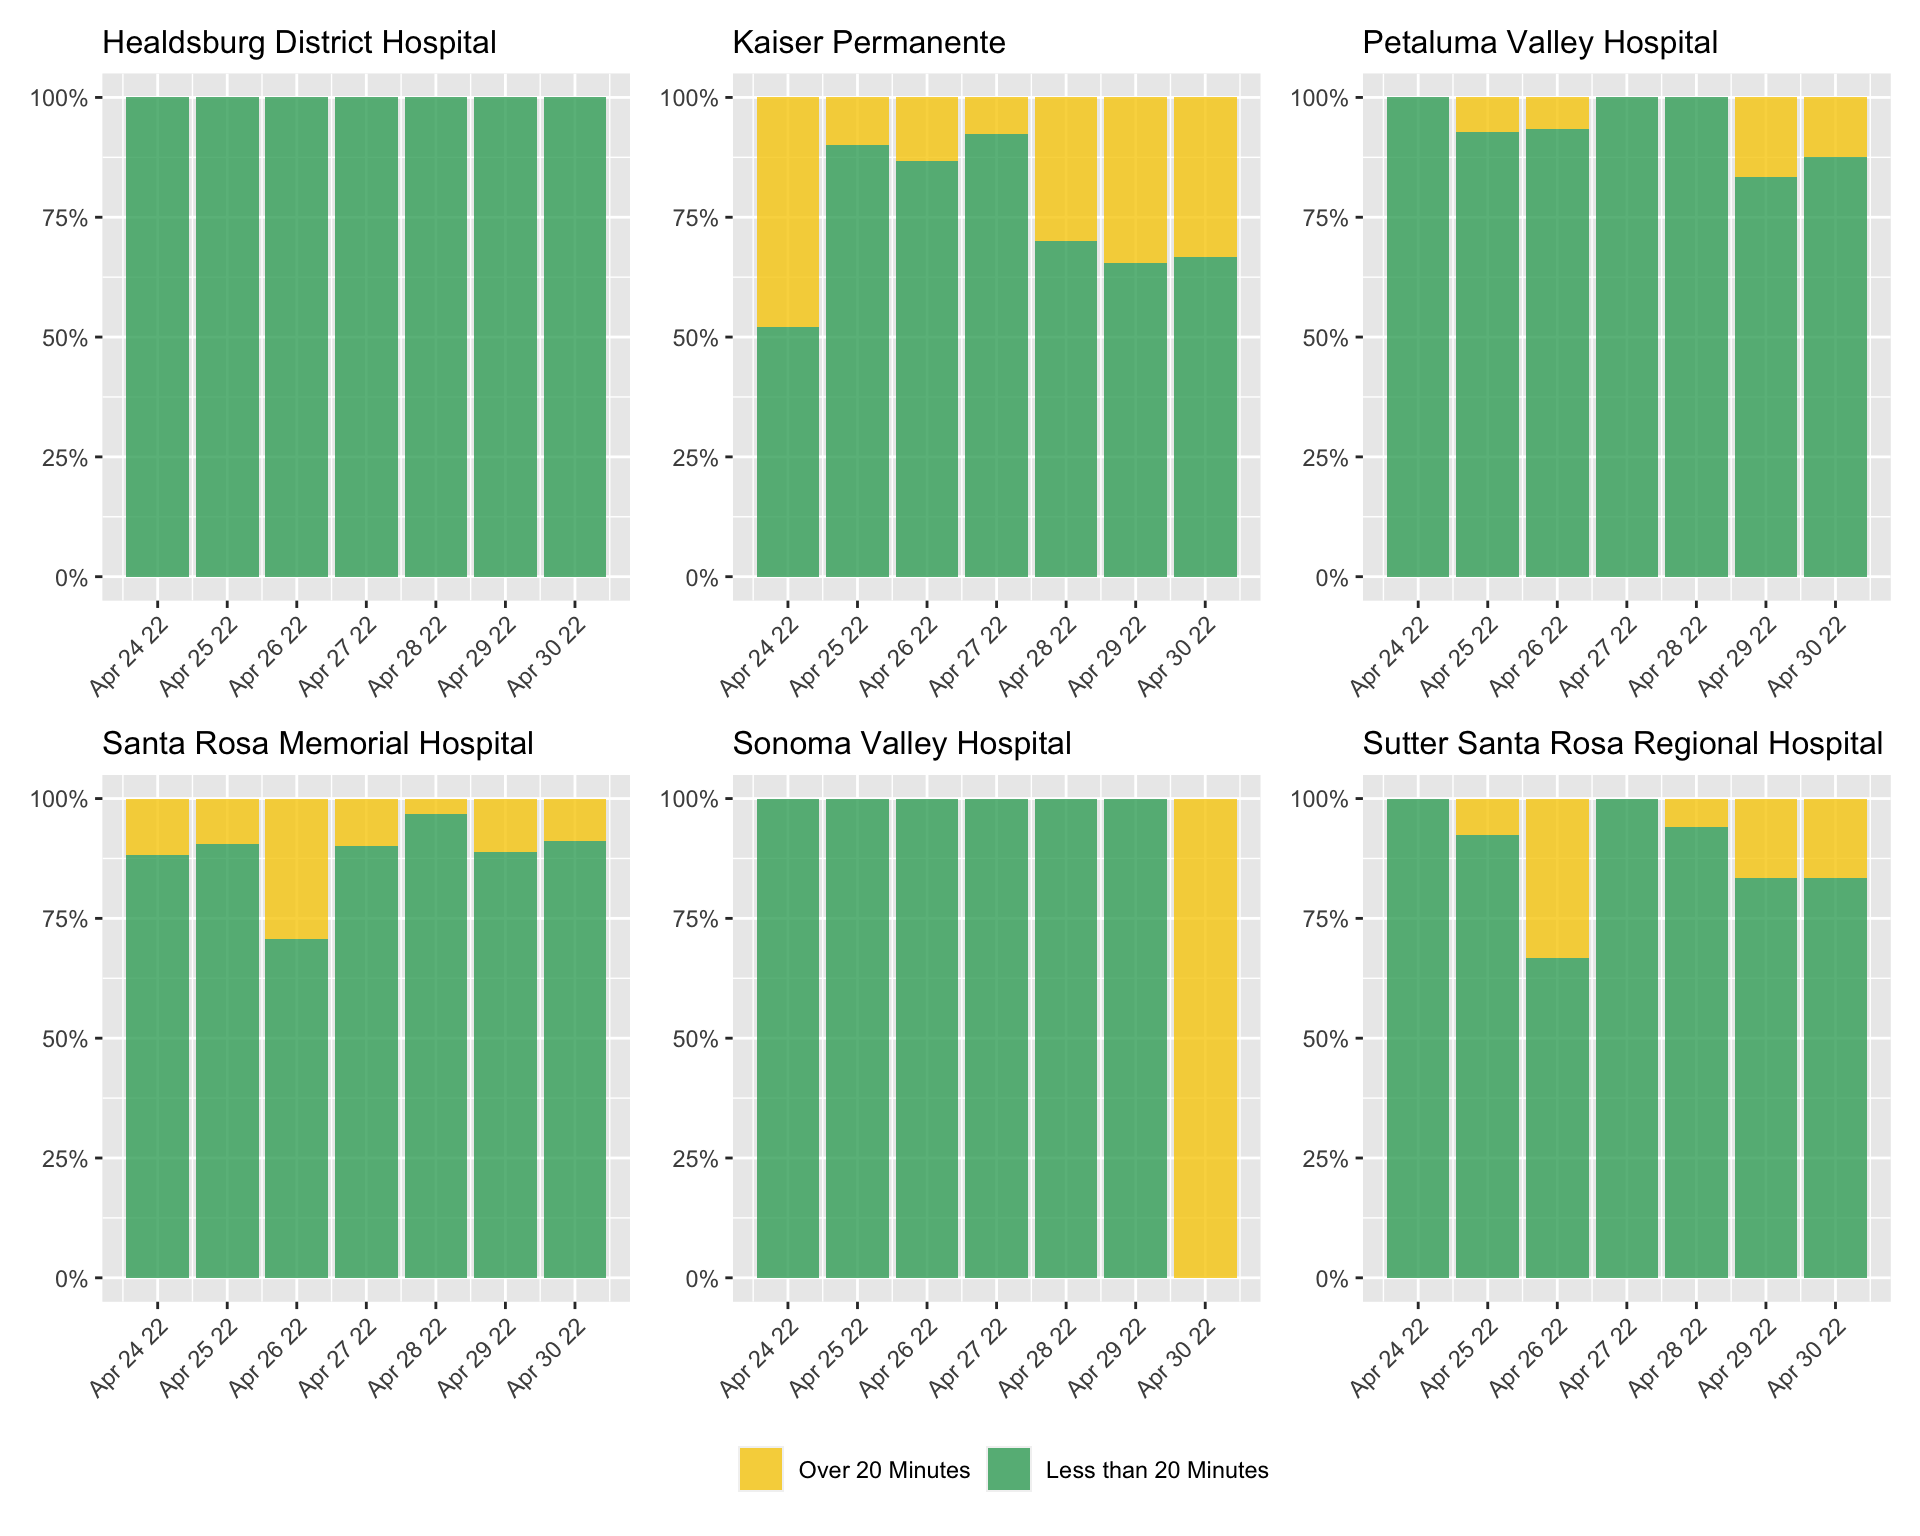 Healdsburg District Hospital
100%
75%
50%
25%
0%
Apr 24 22
Apr 25 22
Apr 26 22
Apr 27 22
Apr 28 22
Apr 29 22
Apr 30 22
Kaiser Permanente
100%
75%
50%
25%
0%
Apr 24 22
Apr 25 22
Apr 26 22
Apr 27 22
Apr 28 22
Apr 29 22
Apr 30 22
Petaluma Valley Hospital
100%
75%
50%
25%
0%
Apr 24 22
Apr 25 22
Apr 26 22
Apr 27 22
Apr 28 22
Apr 29 22
Apr 30 22
Santa Rosa Memorial Hospital
100%
75%
50%
25%
0%
Apr 24 22
Apr 25 22
Apr 26 22
Apr 27 22
Apr 28 22
Apr 29 22
Apr 30 22
Sonoma Valley Hospital
100%
75%
50%
25%
0%
Apr 24 22
Apr 25 22
Apr 26 22
Apr 27 22
Apr 28 22
Apr 29 22
Apr 30 22
Sutter Santa Rosa Regional Hospital
100%
75%
50%
25%
0%
Apr 24 22
Apr 25 22
Apr 26 22
Apr 27 22
Apr 28 22
Apr 29 22
Apr 30 22
Over 20 Minutes
Less than 20 Minutes